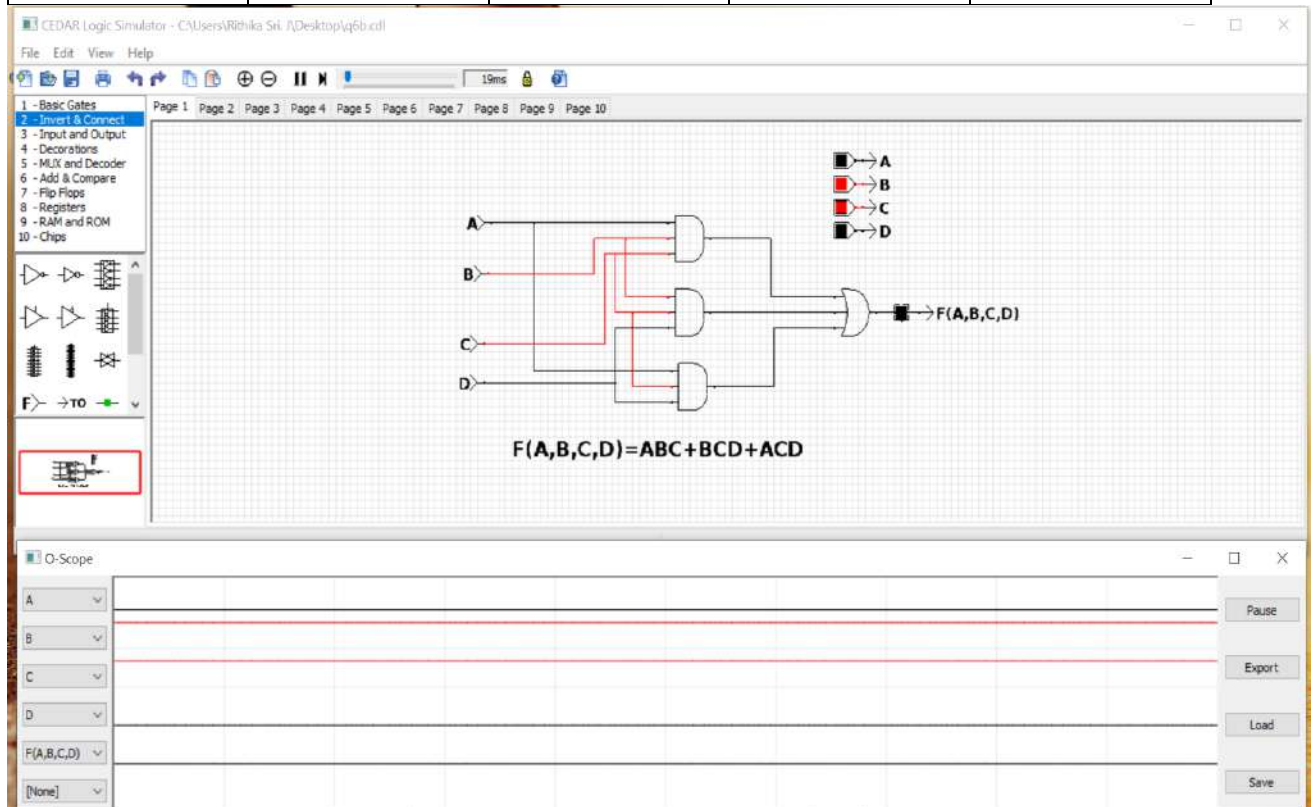 CEDAR Logic Simulator - C:\Users\Rithika Sri. J\Desktop\q6b.cdl
File Edit View Help
19ms
1 - Basic Gates
2 - Invert & Connect
3 - Input and Output
4 - Decorations
5 - MUX and Decoder
6 - Add & Compare
7 - Flip Flops
8 - Registers
9 - RAM and ROM
10 - Chips
Page 1 Page 2 Page 3 Page 4 Page 5 Page 6 Page 7 Page 8 Page 9 Page 10
A
B
C
D
A
B
C
D
F(A,B,C,D)
F(A,B,C,D)=ABC+BCD+ACD
F TO
O-Scope
A
B
C
D
F(A,B,C,D)
[None]
Pause
Export
Load
Save